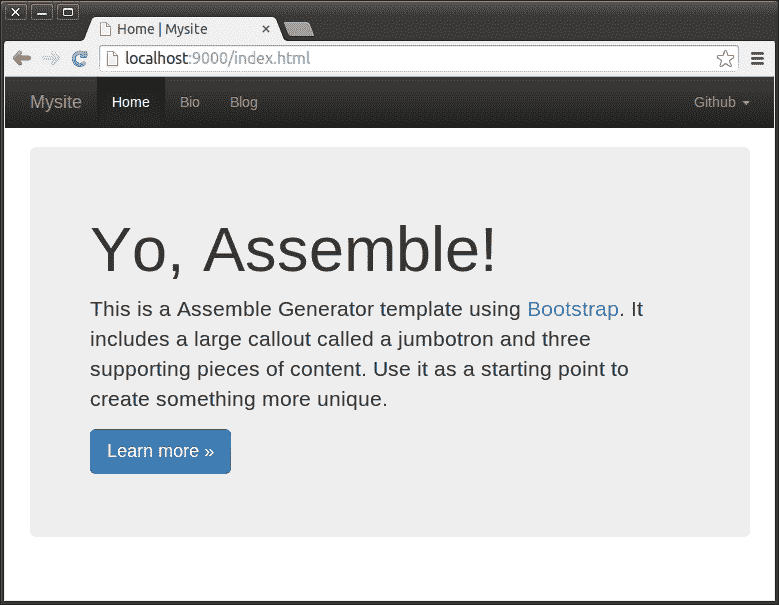 Home | Mysite
localhost:9000/index.html
Mysite Home Bio Blog Github
Yo, Assemble!
This is a Assemble Generator template using Bootstrap. It
includes a large callout called a jumbotron and three
supporting pieces of content. Use it as a starting point to
create something more unique.
Learn more »